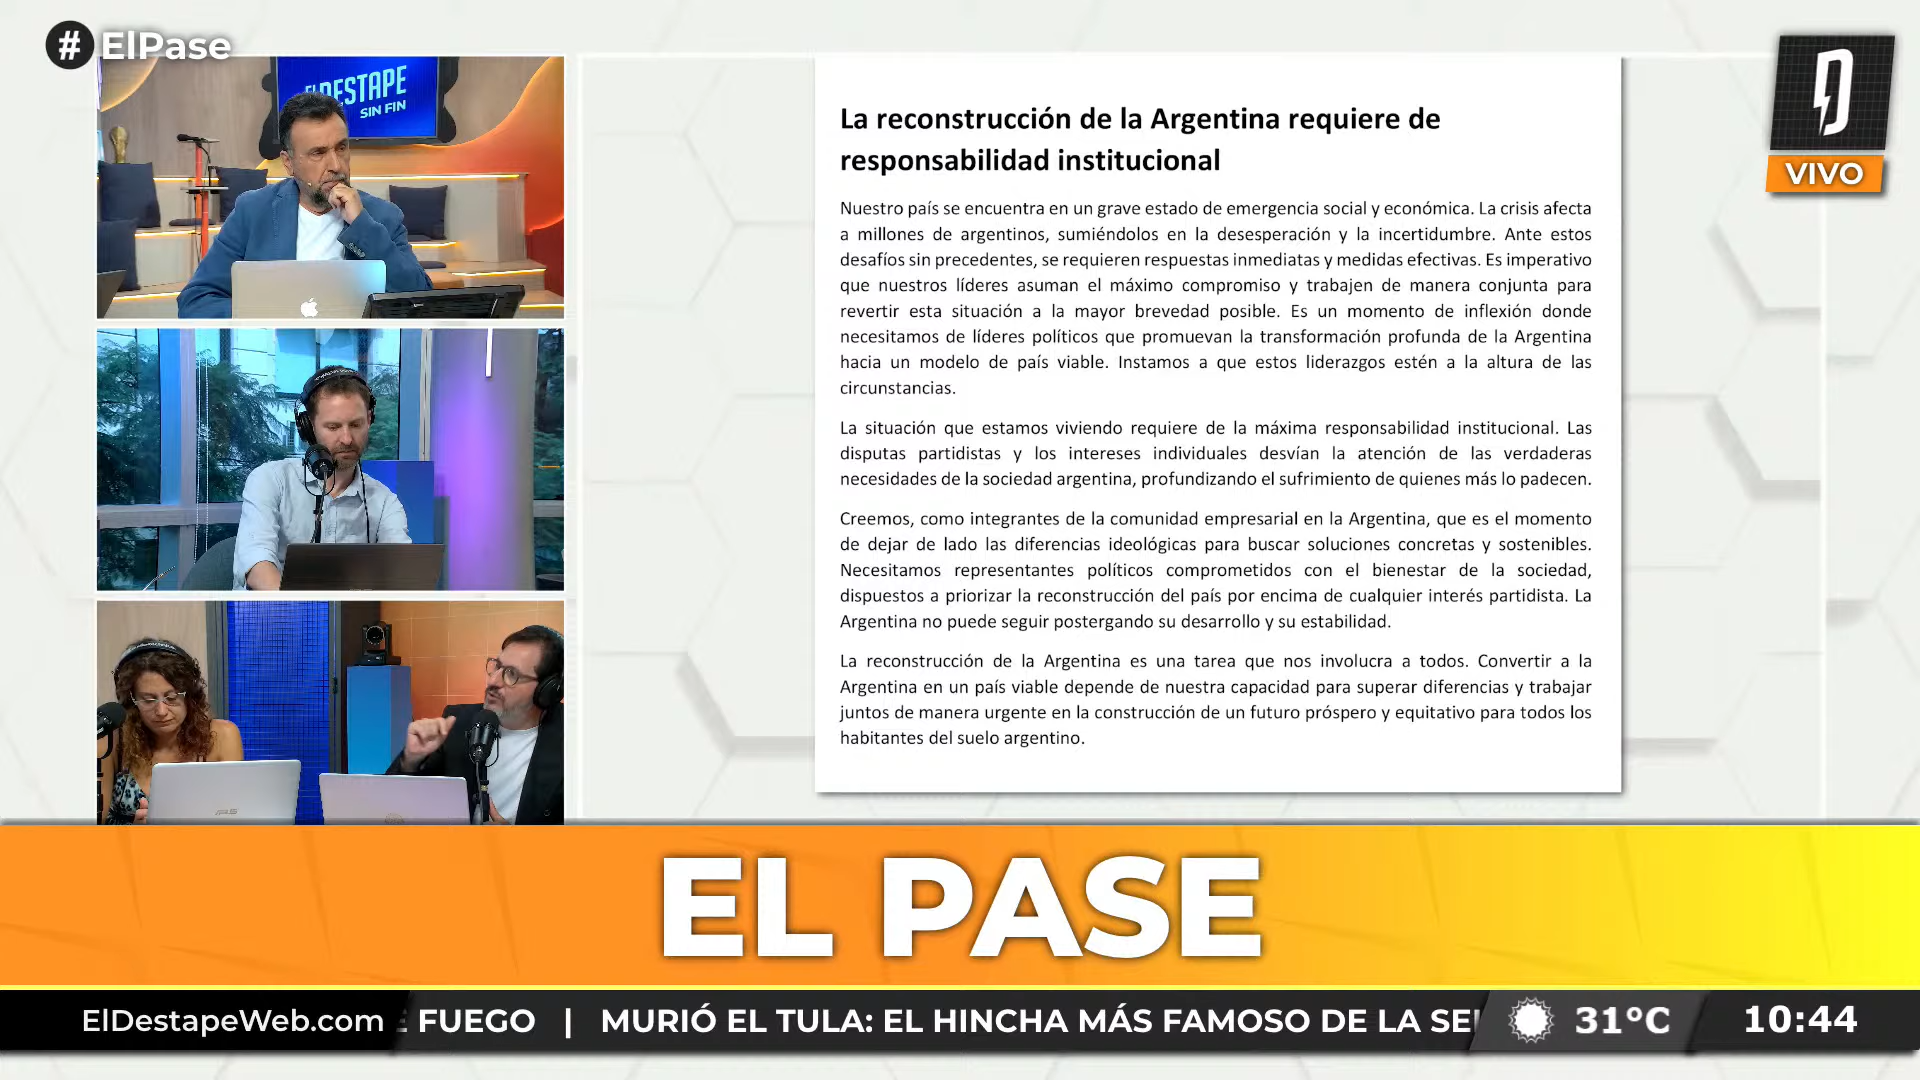 # ElPase
EL DESTAPE
SIN FIN
VIVO
La reconstrucción de la Argentina requiere de
responsabilidad institucional
Nuestro país se encuentra en un grave estado de emergencia social y económica. La crisis afecta
a millones de argentinos, sumiéndolos en la desesperación y la incertidumbre. Ante estos
desafíos sin precedentes, se requieren respuestas inmediatas y medidas efectivas. Es imperativo
que nuestros líderes asuman el máximo compromiso y trabajen de manera conjunta para
revertir esta situación a la mayor brevedad posible. Es un momento de inflexión donde
necesitamos de líderes políticos que promuevan la transformación profunda de la Argentina
hacia un modelo de país viable. Instamos a que estos liderazgos estén a la altura de las
circunstancias.
La situación que estamos viviendo requiere de la máxima responsabilidad institucional. Las
disputas partidistas y los intereses individuales desvían la atención de las verdaderas
necesidades de la sociedad argentina, profundizando el sufrimiento de quienes más lo padecen.
Creemos, como integrantes de la comunidad empresarial en la Argentina, que es el momento
de dejar de lado las diferencias ideológicas para buscar soluciones concretas y sostenibles.
Necesitamos representantes políticos comprometidos con el bienestar de la sociedad,
dispuestos a priorizar la reconstrucción del país por encima de cualquier interés partidista. La
Argentina no puede seguir postergando su desarrollo y su estabilidad.
La reconstrucción de la Argentina es una tarea que nos involucra a todos. Convertir a la
Argentina en un país viable depende de nuestra capacidad para superar diferencias y trabajar
juntos de manera urgente en la construcción de un futuro próspero y equitativo para todos los
habitantes del suelo argentino.
ASUS
EL PASE
ElDestapeWeb.com
E FUEGO | MURIÓ EL TULA: EL HINCHA MÁS FAMOSO DE LA SE
31°C
10:44